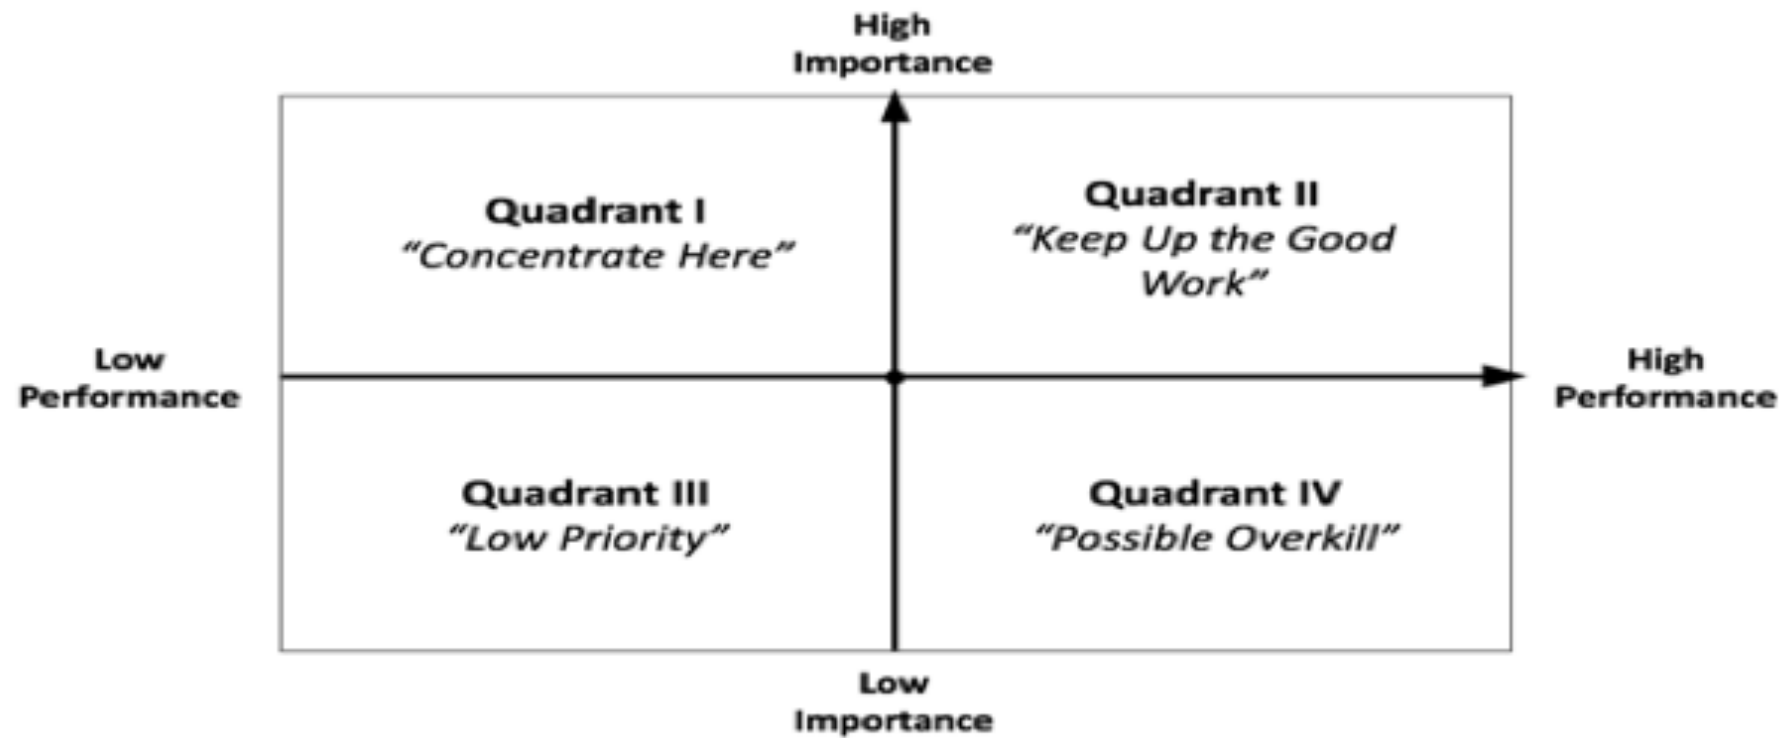 High
Importance
Quadrant I
“Concentrate Here”
Quadrant II
“Keep Up the Good
Work”
Low
Performance
High
Performance
Quadrant III
“Low Priority”
Quadrant IV
“Possible Overkill”
Low
Importance